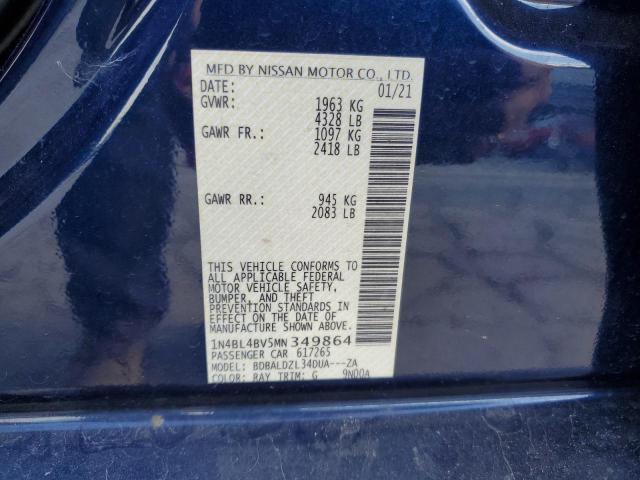 MFD BY NISSAN MOTOR CO., LTD.
DATE: 01/21
GVWR: 1963 KG
4328 LB
GAWR FR.: 1097 KG
2418 LB
GAWR RR.: 945 KG
2083 LB
THIS VEHICLE CONFORMS TO
ALL APPLICABLE FEDERAL
MOTOR VEHICLE SAFETY,
BUMPER, AND THEFT
PREVENTION STANDARDS IN
EFFECT ON THE DATE OF
MANUFACTURE SHOWN ABOVE.
1N4BL4BV5MN349864
PASSENGER CAR 617265
MODEL: BDBALDZL34DUA---ZA
COLOR: RAY TRIM: G 9N00A